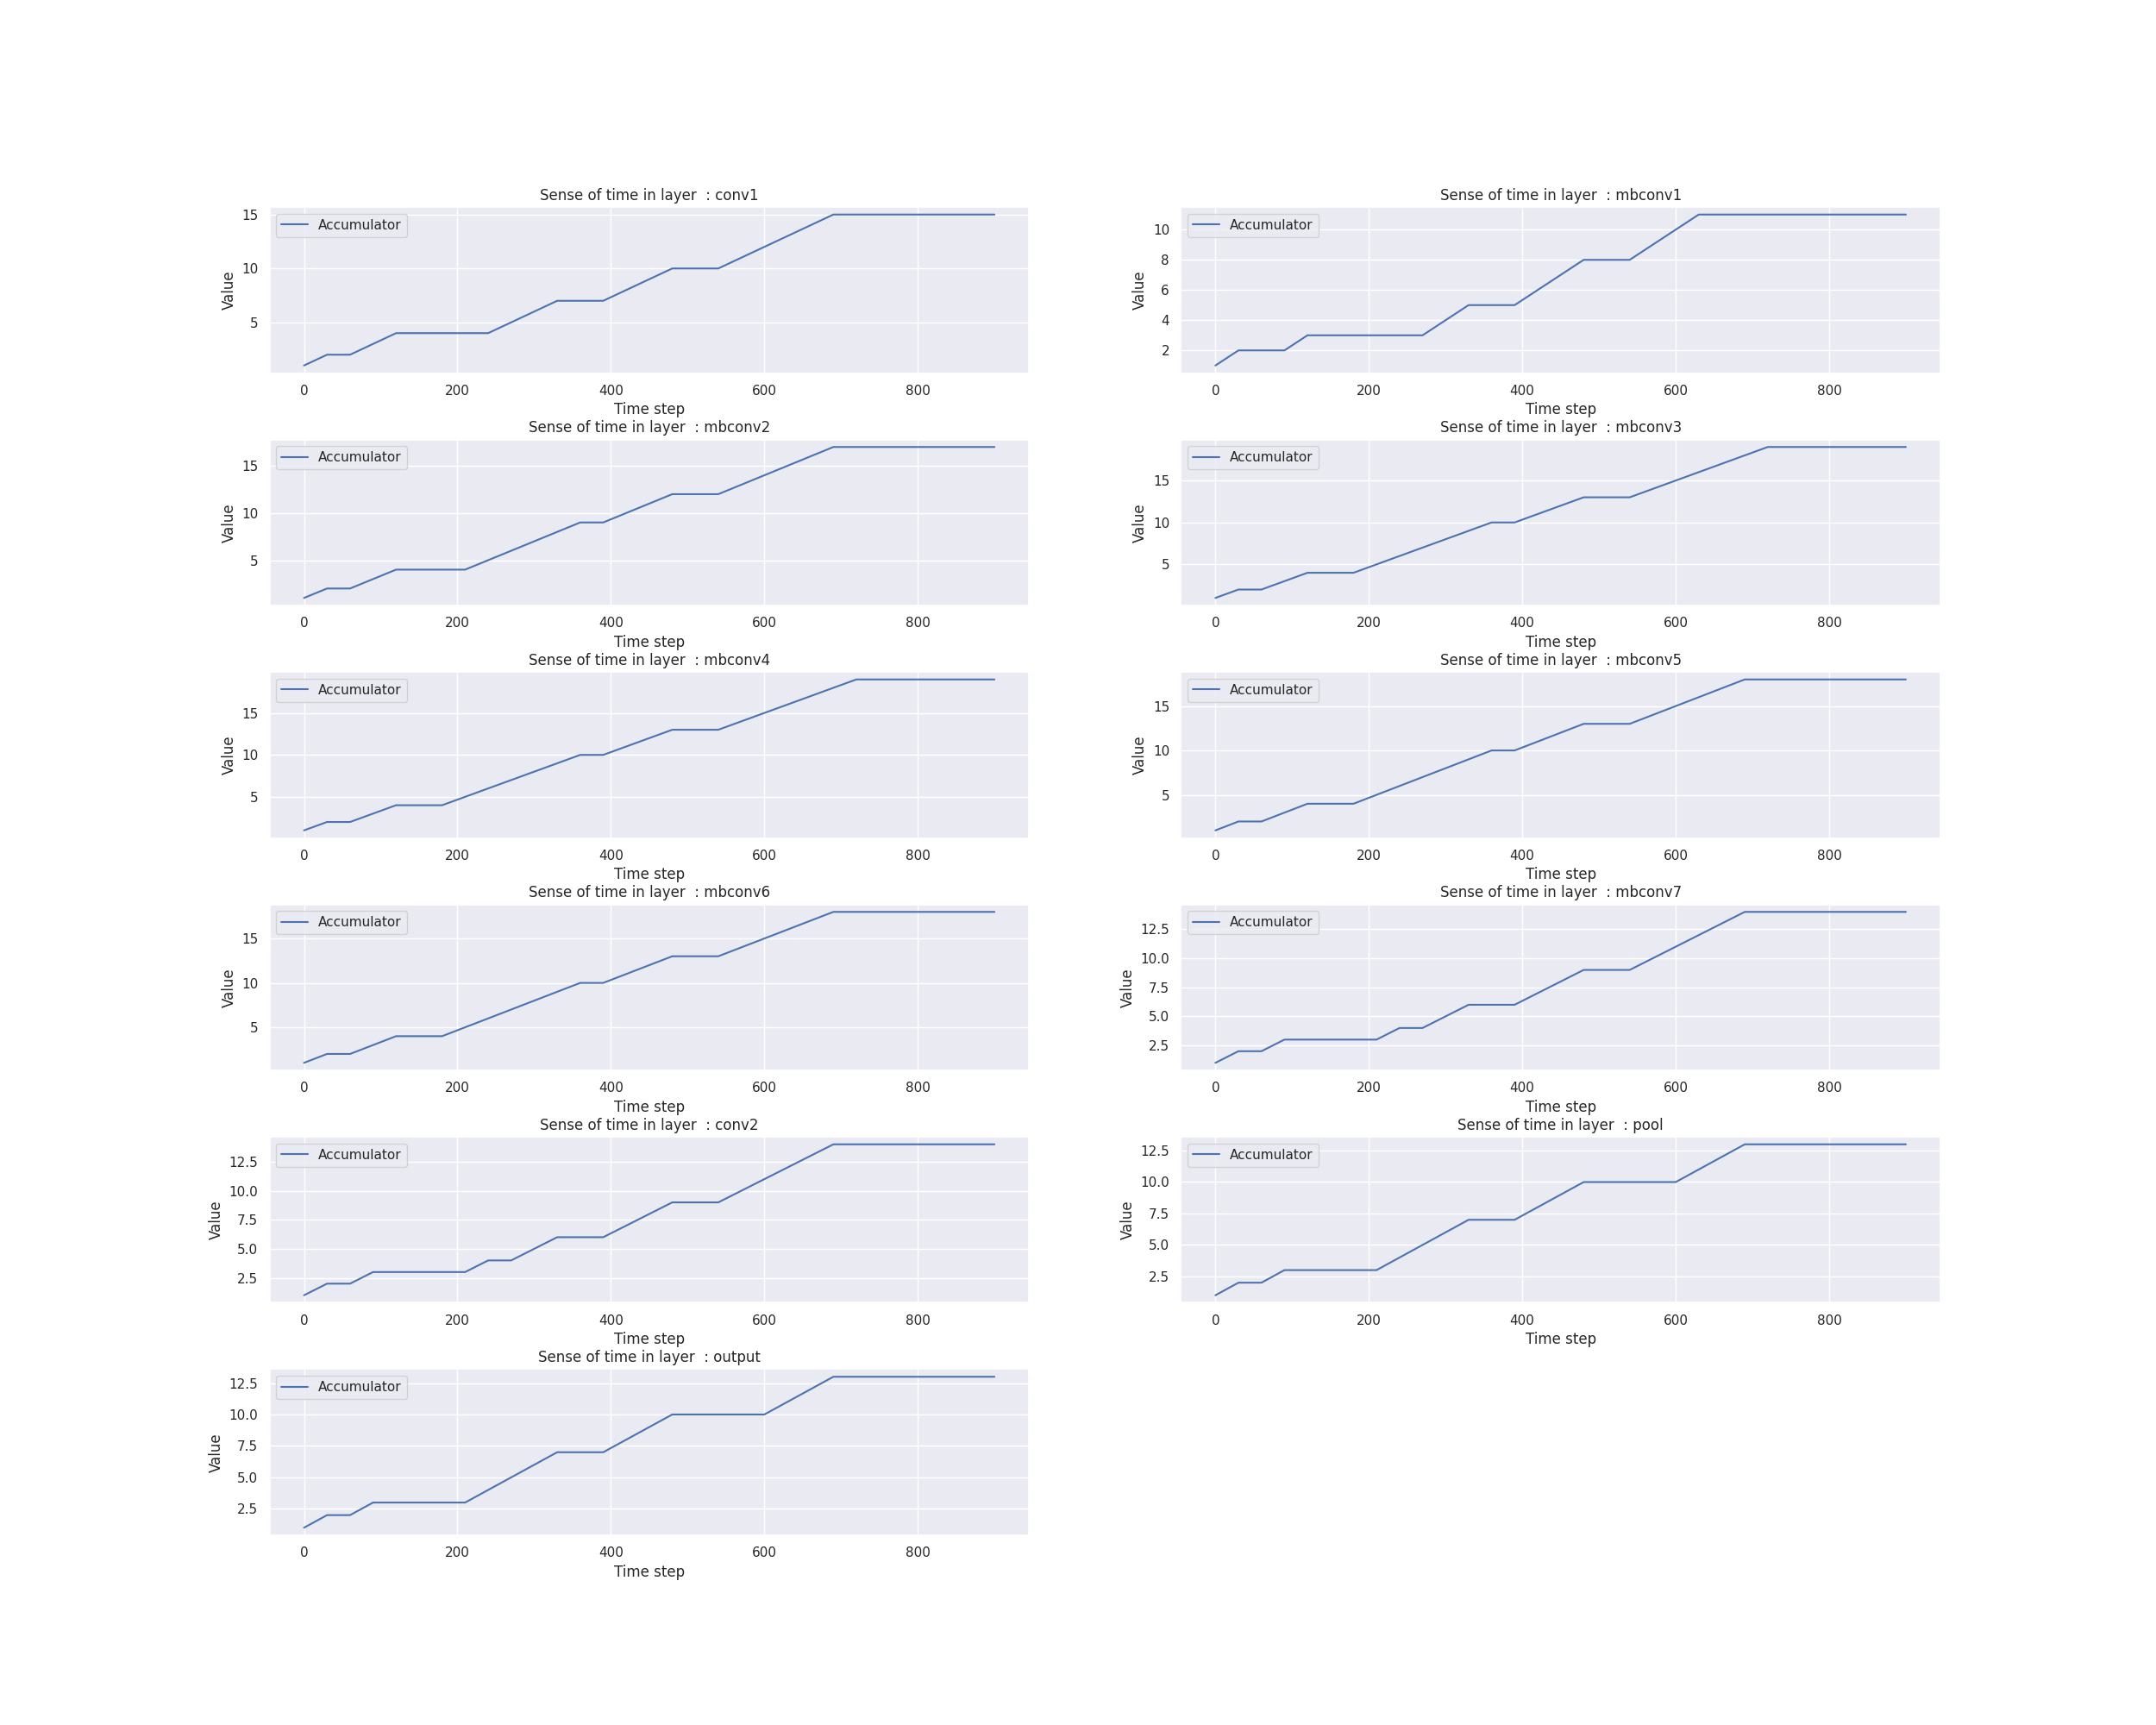 Sense of time in layer  : conv1
Accumulator
Value
15
10
5
0 200 400 600 800
Time step
Sense of time in layer  : mbconv1
Accumulator
Value
10
8
6
4
2
0 200 400 600 800
Time step
Sense of time in layer  : mbconv2
Accumulator
Value
15
10
5
0 200 400 600 800
Time step
Sense of time in layer  : mbconv3
Accumulator
Value
15
10
5
0 200 400 600 800
Time step
Sense of time in layer  : mbconv4
Accumulator
Value
15
10
5
0 200 400 600 800
Time step
Sense of time in layer  : mbconv5
Accumulator
Value
15
10
5
0 200 400 600 800
Time step
Sense of time in layer  : mbconv6
Accumulator
Value
15
10
5
0 200 400 600 800
Time step
Sense of time in layer  : mbconv7
Accumulator
Value
12.5
10.0
7.5
5.0
2.5
0 200 400 600 800
Time step
Sense of time in layer  : conv2
Accumulator
Value
12.5
10.0
7.5
5.0
2.5
0 200 400 600 800
Time step
Sense of time in layer  : pool
Accumulator
Value
12.5
10.0
7.5
5.0
2.5
0 200 400 600 800
Time step
Sense of time in layer  : output
Accumulator
Value
12.5
10.0
7.5
5.0
2.5
0 200 400 600 800
Time step